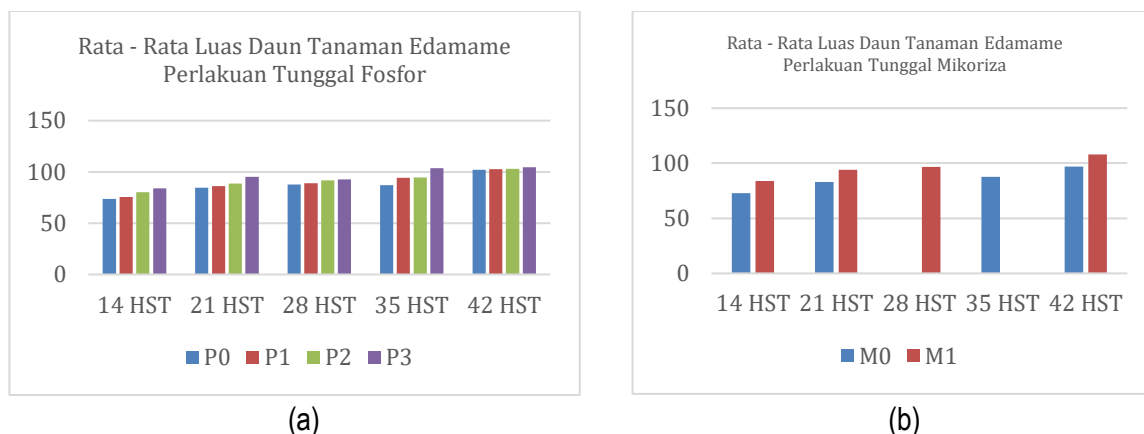 Rata - Rata Luas Daun Tanaman Edamame
Perlakuan Tunggal Fosfor
150
100
50
0
14 HST 21 HST 28 HST 35 HST 42 HST
P0 P1 P2 P3
(a)
Rata - Rata Luas Daun Tanaman Edamame
Perlakuan Tunggal Mikoriza
150
100
50
0
14 HST 21 HST 28 HST 35 HST 42 HST
M0 M1
(b)